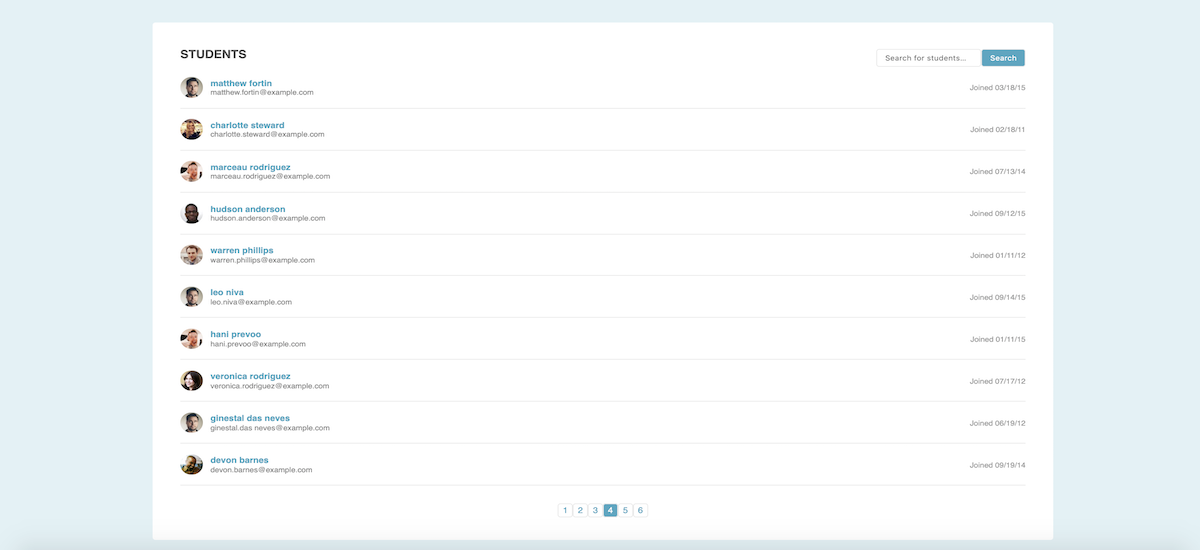 STUDENTS
Search for students...
Search
matthew fortin
matthew.fortin@example.com
Joined 03/18/15
charlotte steward
charlotte.steward@example.com
Joined 02/18/11
marceau rodriguez
marceau.rodriguez@example.com
Joined 07/13/14
hudson anderson
hudson.anderson@example.com
Joined 09/12/15
warren phillips
warren.phillips@example.com
Joined 01/11/12
leo niva
leo.niva@example.com
Joined 09/14/15
hani prevoo
hani.prevoo@example.com
Joined 01/11/15
veronica rodriguez
veronica.rodriguez@example.com
Joined 07/17/12
ginestal das neves
ginestal.das neves@example.com
Joined 06/19/12
devon barnes
devon.barnes@example.com
Joined 09/19/14
1 2 3 4 5 6